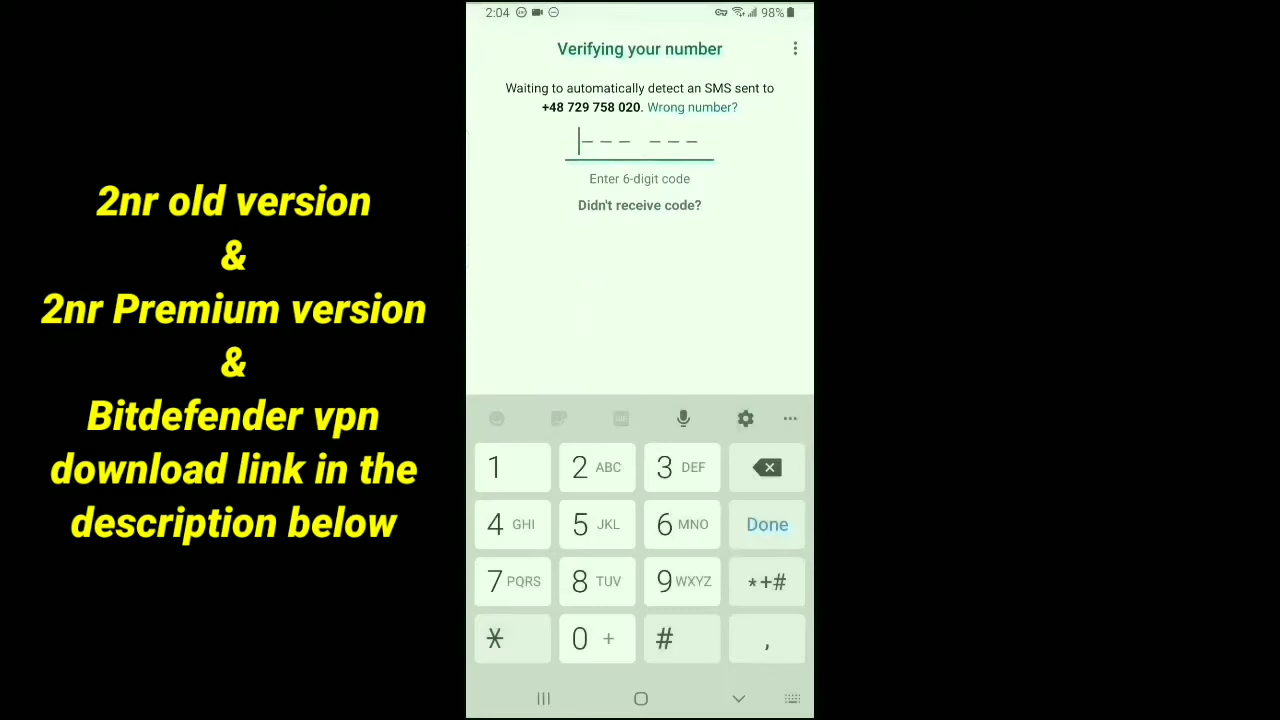 2nr old version
&
2nr Premium version
&
Bitdefender vpn
download link in the
description below
2:04 98%
Verifying your number
Waiting to automatically detect an SMS sent to
+48 729 758 020. Wrong number?
Enter 6-digit code
Didn't receive code?
1 2 ABC 3 DEF
4 GHI 5 JKL 6 MNO Done
7 PQRS 8 TUV 9 WXYZ *+#
* 0 + # ,